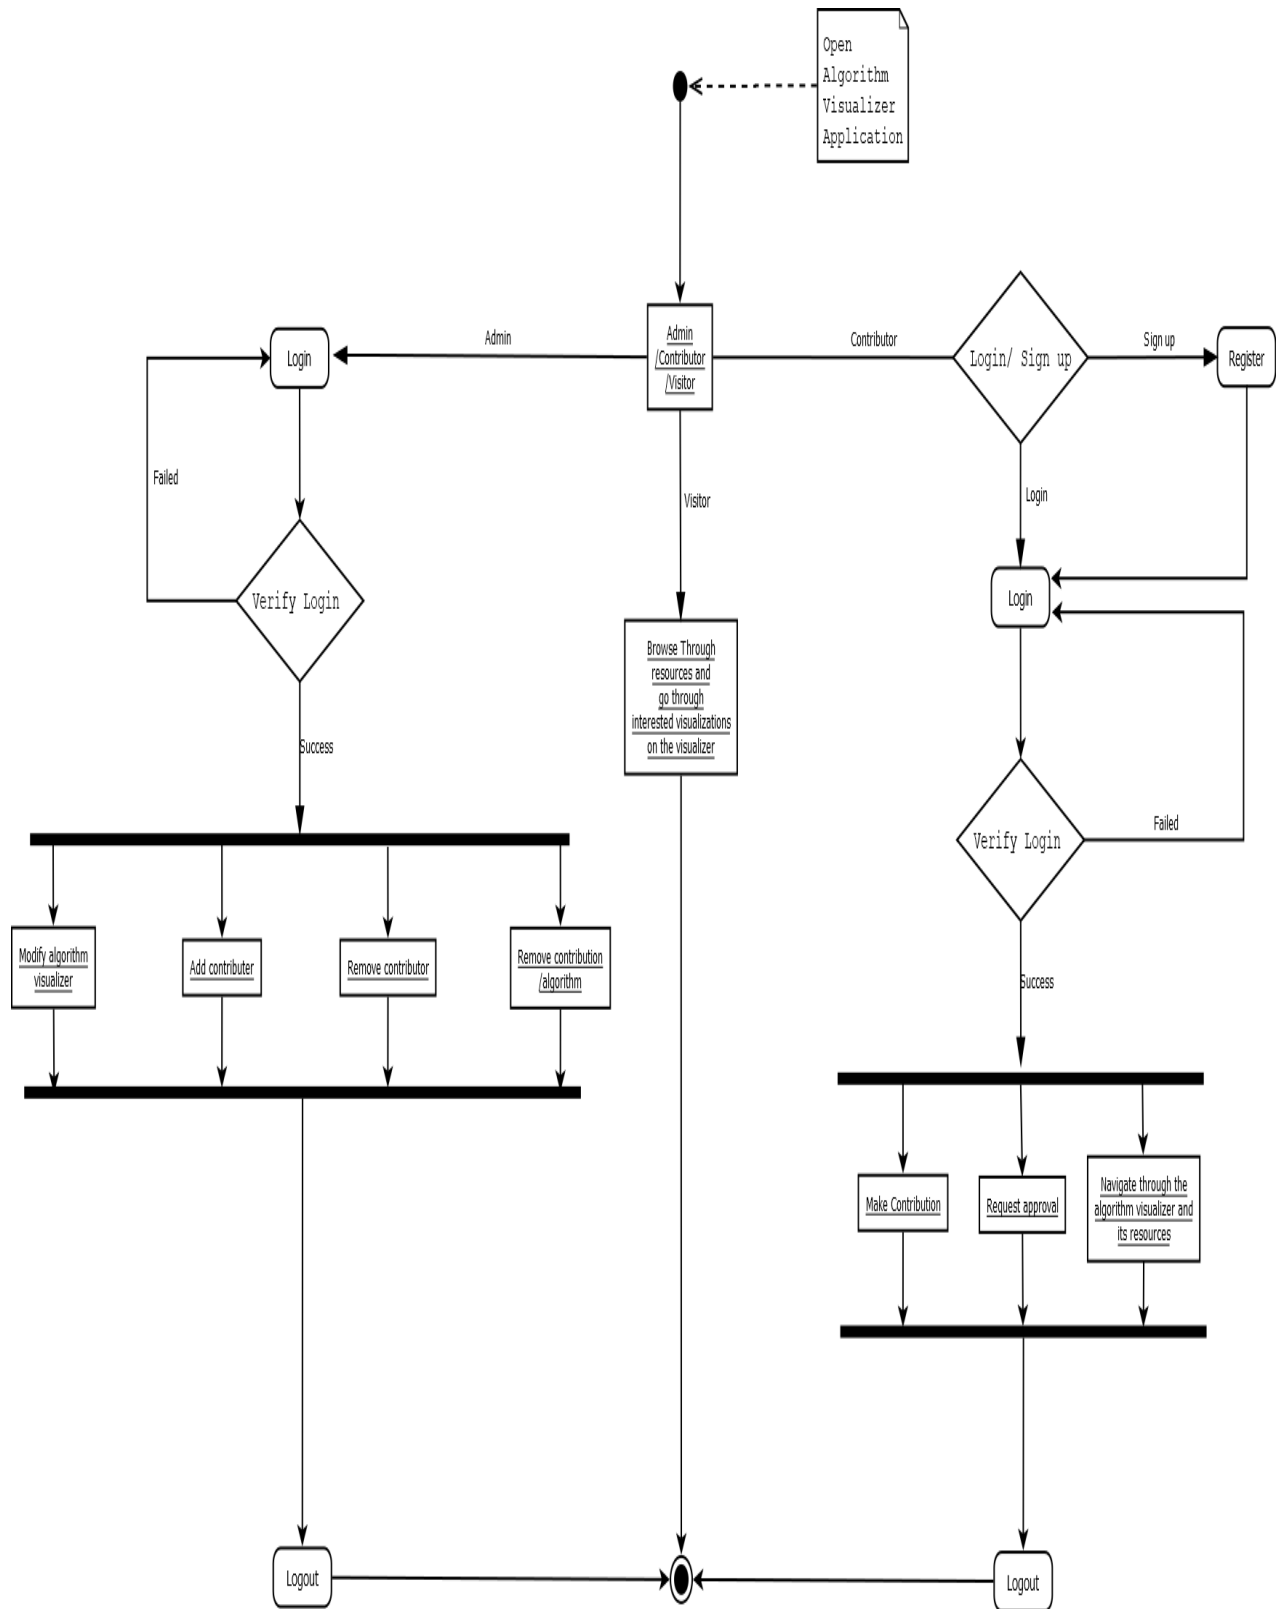 Open
Algorithm
Visualizer
Application
Admin
/Contributor
/Visitor
Admin
Contributor
Login/ Sign up
Sign up
Register
Login
Failed
Visitor
Login
Login
Verify Login
Browse Through
resources and
go through
interested visualizations
on the visualizer
Success
Verify Login
Failed
Modify algorithm
visualizer
Add contributer
Remove contributor
Remove contribution
/algorithm
Success
Make Contribution
Request approval
Navigate through the
algorithm visualizer and
its resources
Logout
Logout